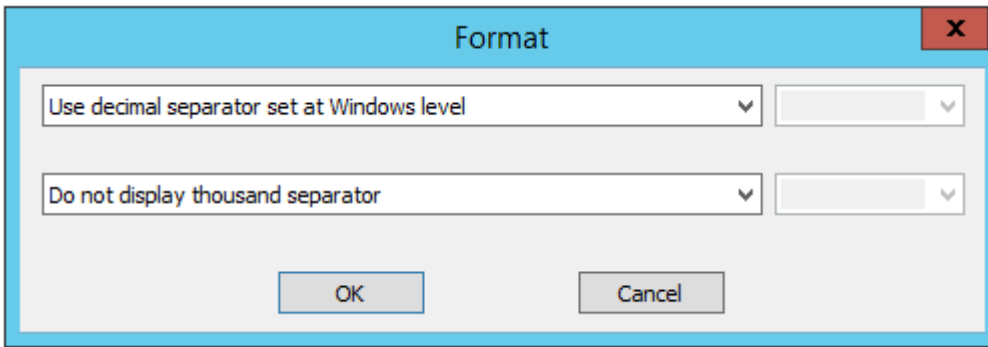 Format
x
Use decimal separator set at Windows level
Do not display thousand separator
OK
Cancel